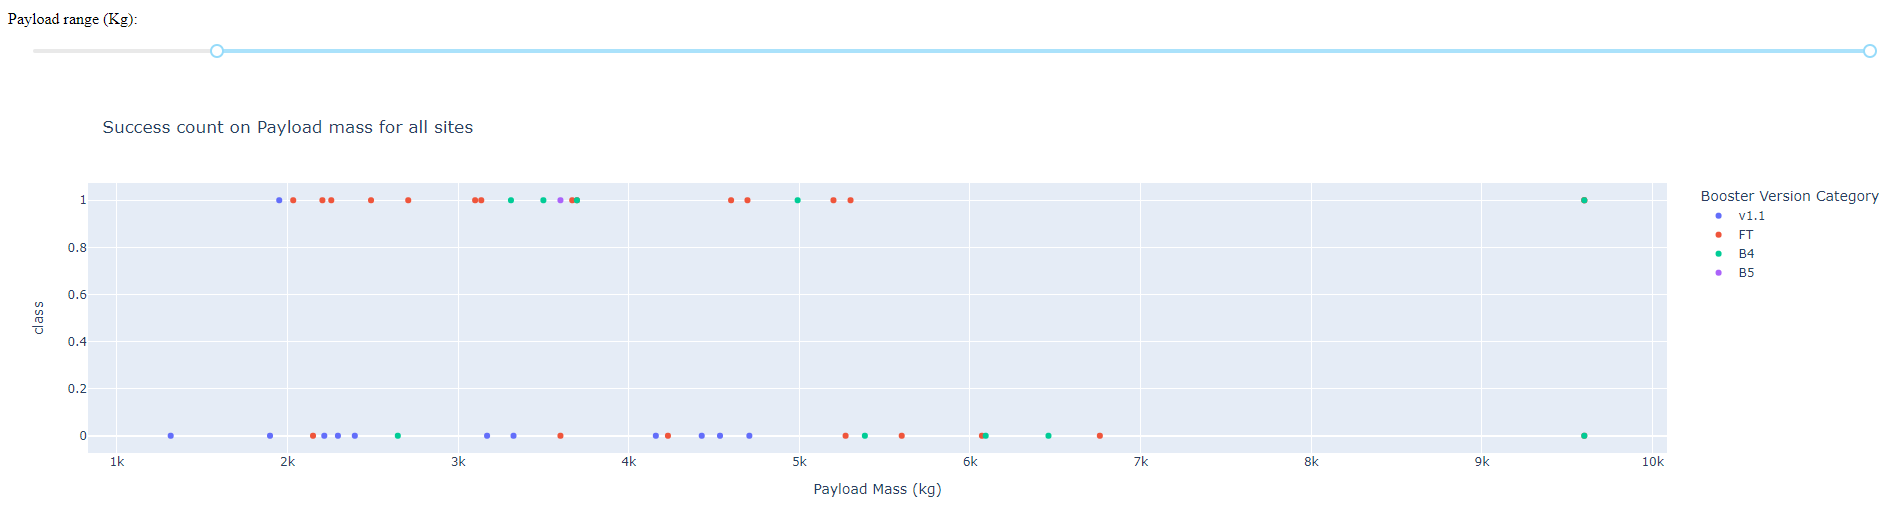 Payload range (Kg):
Success count on Payload mass for all sites
Booster Version Category
v1.1
FT
B4
B5
1
0.8
0.6
0.4
0.2
0
class
1k 2k 3k 4k 5k 6k 7k 8k 9k 10k
Payload Mass (kg)